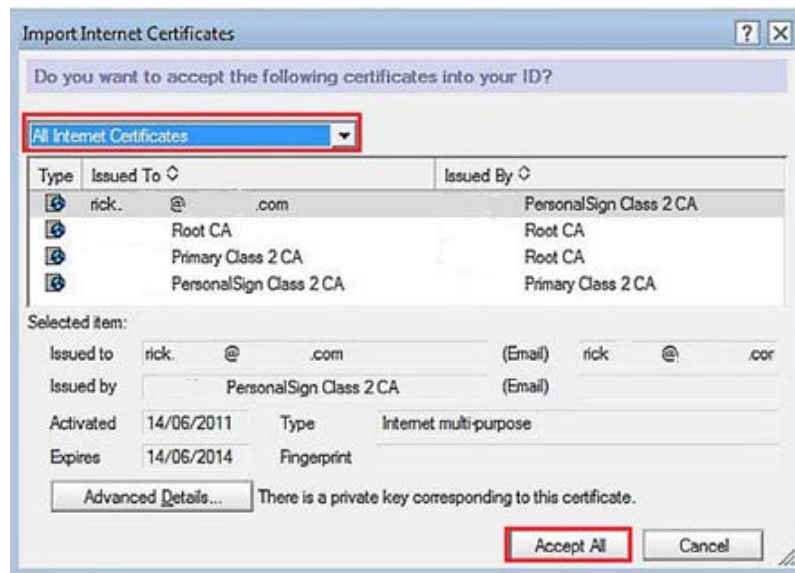 Import Internet Certificates
Do you want to accept the following certificates into your ID?
All Internet Certificates
Type Issued To Issued By
rick. @ .com PersonalSign Class 2 CA
Root CA Root CA
Primary Class 2 CA Root CA
PersonalSign Class 2 CA Primary Class 2 CA
Selected item:
Issued to rick. @ .com (Email) rick @ .cor
Issued by PersonalSign Class 2 CA (Email)
Activated 14/06/2011 Type Internet multi-purpose
Expires 14/06/2014 Fingerprint
Advanced Details... There is a private key corresponding to this certificate.
Accept All Cancel